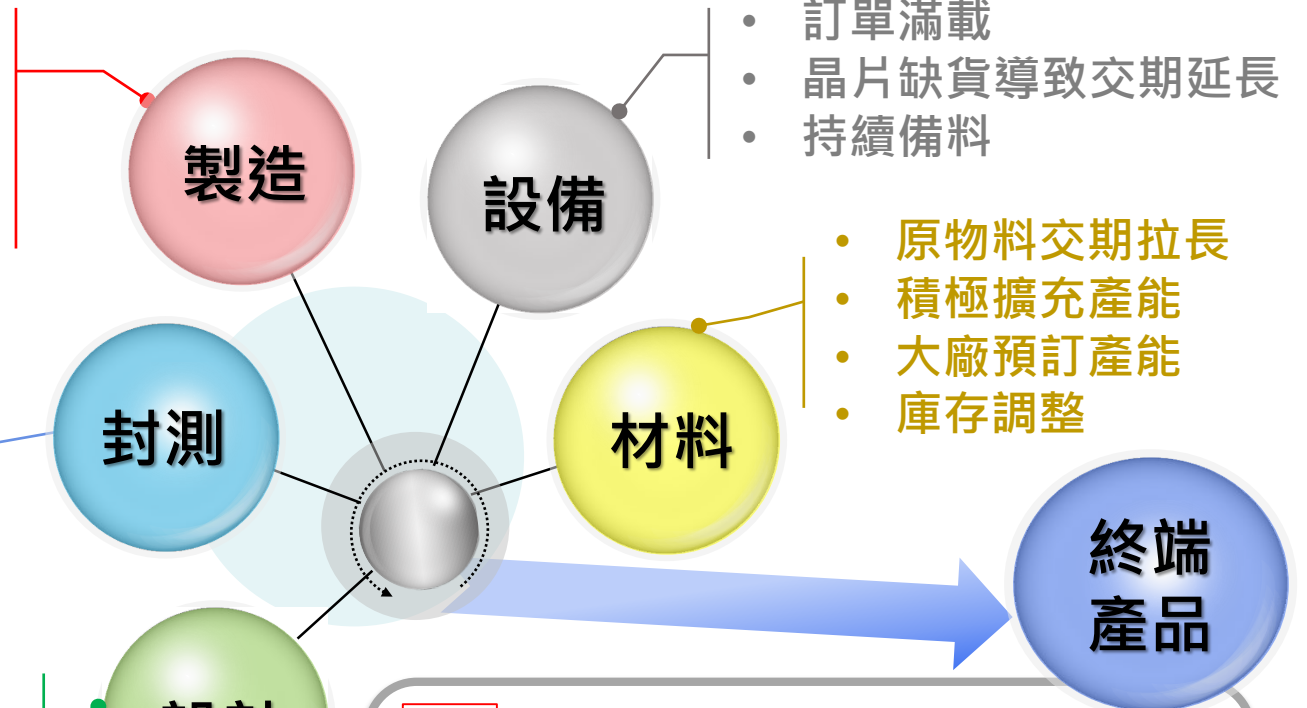 訂單滿載
晶片缺貨導致交期延長
持續備料
製造
設備
原物料交期拉長
積極擴充產能
大廠預訂產能
庫存調整
封測
材料
終端
產品
設計